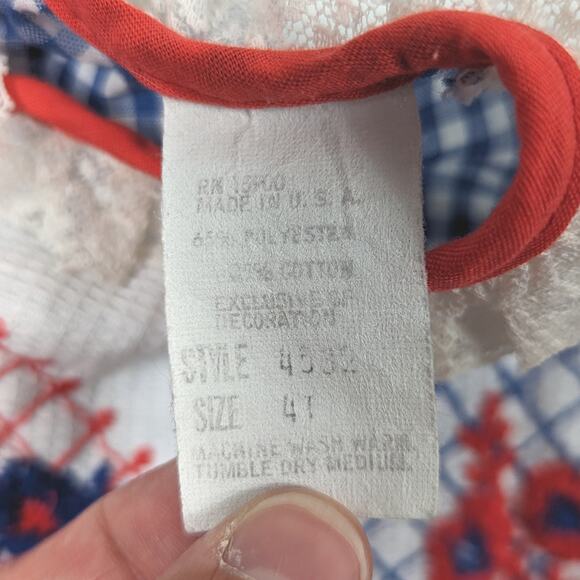 RN
MADE IN U. S. A.
65% POLYESTER
35% COTTON
EXCLUSIVE OF
DECORATION
STYLE
SIZE 4T
MACHINE WASH WARM,
TUMBLE DRY MEDIUM.